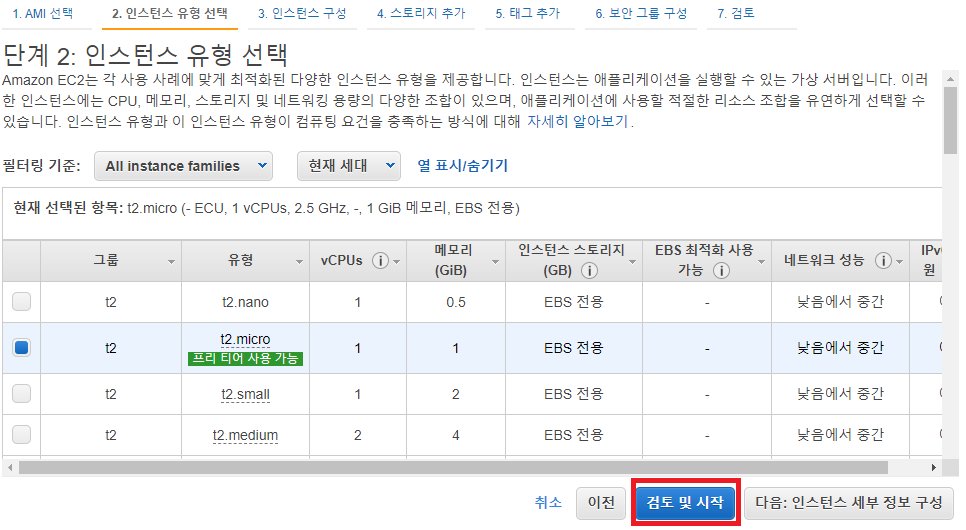 1. AMI 선택 2. 인스턴스 유형 선택 3. 인스턴스 구성 4. 스토리지 추가 5. 태그 추가 6. 보안 그룹 구성 7. 검토
단계 2: 인스턴스 유형 선택
Amazon EC2는 각 사용 사례에 맞게 최적화된 다양한 인스턴스 유형을 제공합니다. 인스턴스는 애플리케이션을 실행할 수 있는 가상 서버입니다. 이러
한 인스턴스에는 CPU, 메모리, 스토리지 및 네트워킹 용량의 다양한 조합이 있으며, 애플리케이션에 사용할 적절한 리소스 조합을 유연하게 선택할 수
있습니다. 인스턴스 유형과 이 인스턴스 유형이 컴퓨팅 요건을 충족하는 방식에 대해 자세히 알아보기.
필터링 기준: All instance families 현재 세대 열 표시/숨기기
현재 선택된 항목: t2.micro (- ECU, 1 vCPUs, 2.5 GHz, -, 1 GiB 메모리, EBS 전용)
그룹 유형 vCPUs 메모리 (GiB) 인스턴스 스토리지 (GB) EBS 최적화 사용 가능 네트워크 성능
t2 t2.nano 1 0.5 EBS 전용 - 낮음에서 중간
t2 t2.micro 1 1 EBS 전용 - 낮음에서 중간
프리 티어 사용 가능
t2 t2.small 1 2 EBS 전용 - 낮음에서 중간
t2 t2.medium 2 4 EBS 전용 - 낮음에서 중간
취소 이전 검토 및 시작 다음: 인스턴스 세부 정보 구성